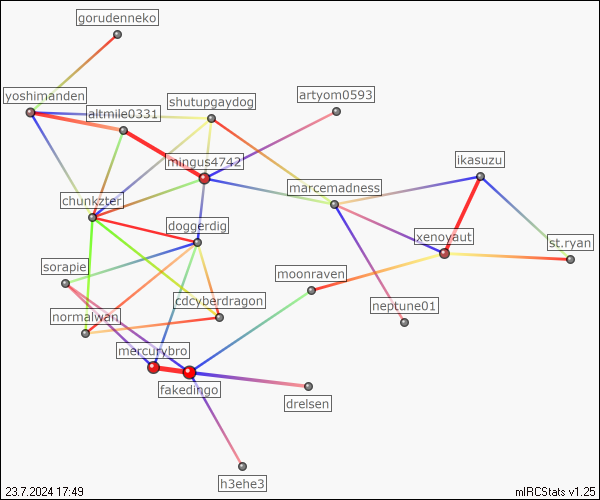 gorudenneko
yoshimanden
shutupgaydog
artyom0593
altmile0331
mingus4742
ikasuzu
marcemadness
chunkzter
doggerdig
xenovaut
st.ryan
sorapie
moonraven
cdcyberdragon
neptune01
normalwan
mercurybro
fakedingo
drelsen
h3ehe3
23.7.2024 17:49
mIRCStats v1.25